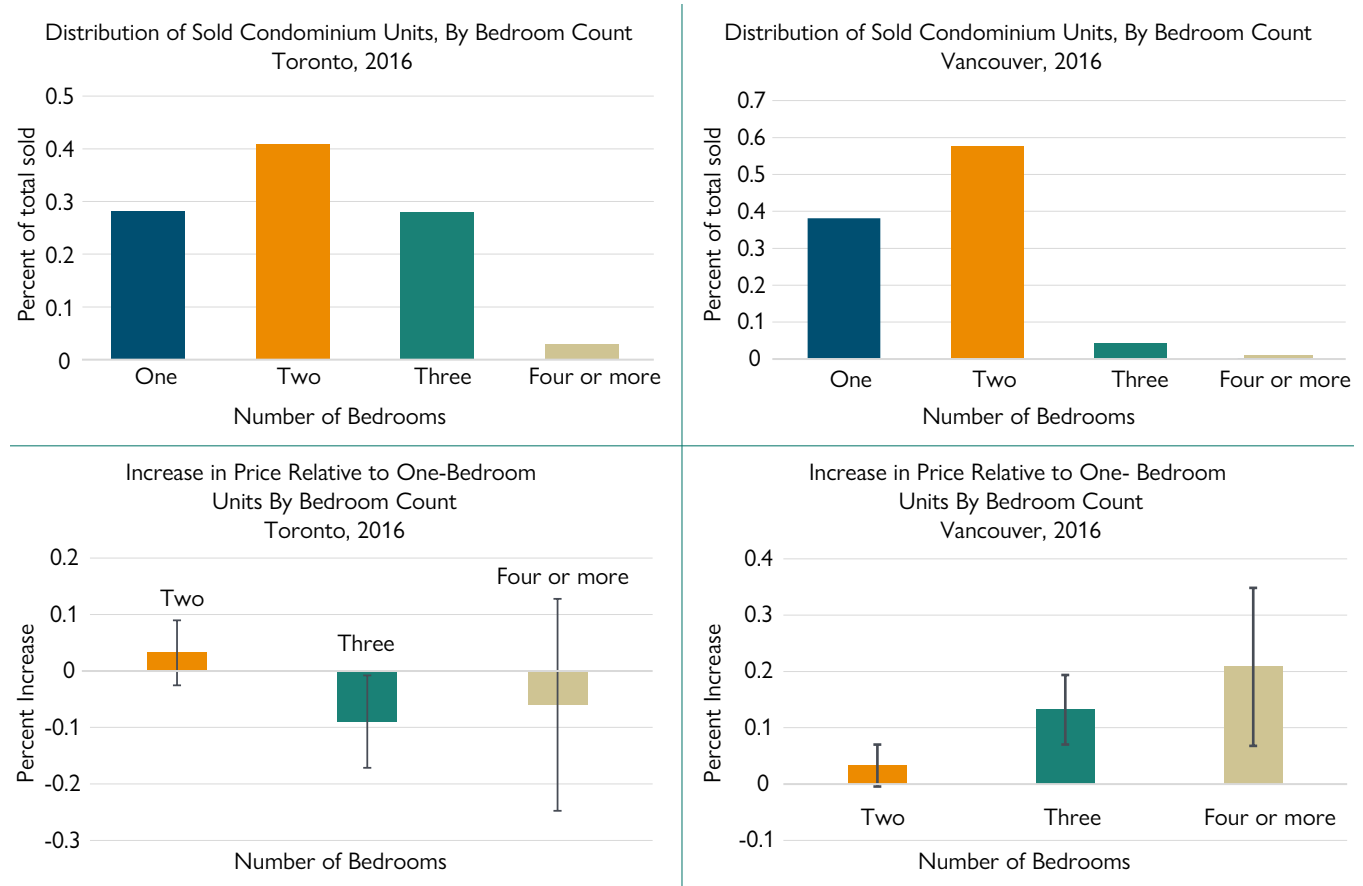 Distribution of Sold Condominium Units, By Bedroom Count
Toronto, 2016
Percent of total sold
0.5
0.4
0.3
0.2
0.1
0
One
Two
Three
Four or more
Number of Bedrooms
Distribution of Sold Condominium Units, By Bedroom Count
Vancouver, 2016
Percent of total sold
0.7
0.6
0.5
0.4
0.3
0.2
0.1
0
One
Two
Three
Four or more
Number of Bedrooms
Increase in Price Relative to One-Bedroom
Units By Bedroom Count
Toronto, 2016
Percent Increase
0.2
0.1
0
-0.1
-0.2
-0.3
Two
Three
Four or more
Number of Bedrooms
Increase in Price Relative to One- Bedroom
Units By Bedroom Count
Vancouver, 2016
Percent Increase
0.4
0.3
0.2
0.1
0
-0.1
Two
Three
Four or more
Number of Bedrooms